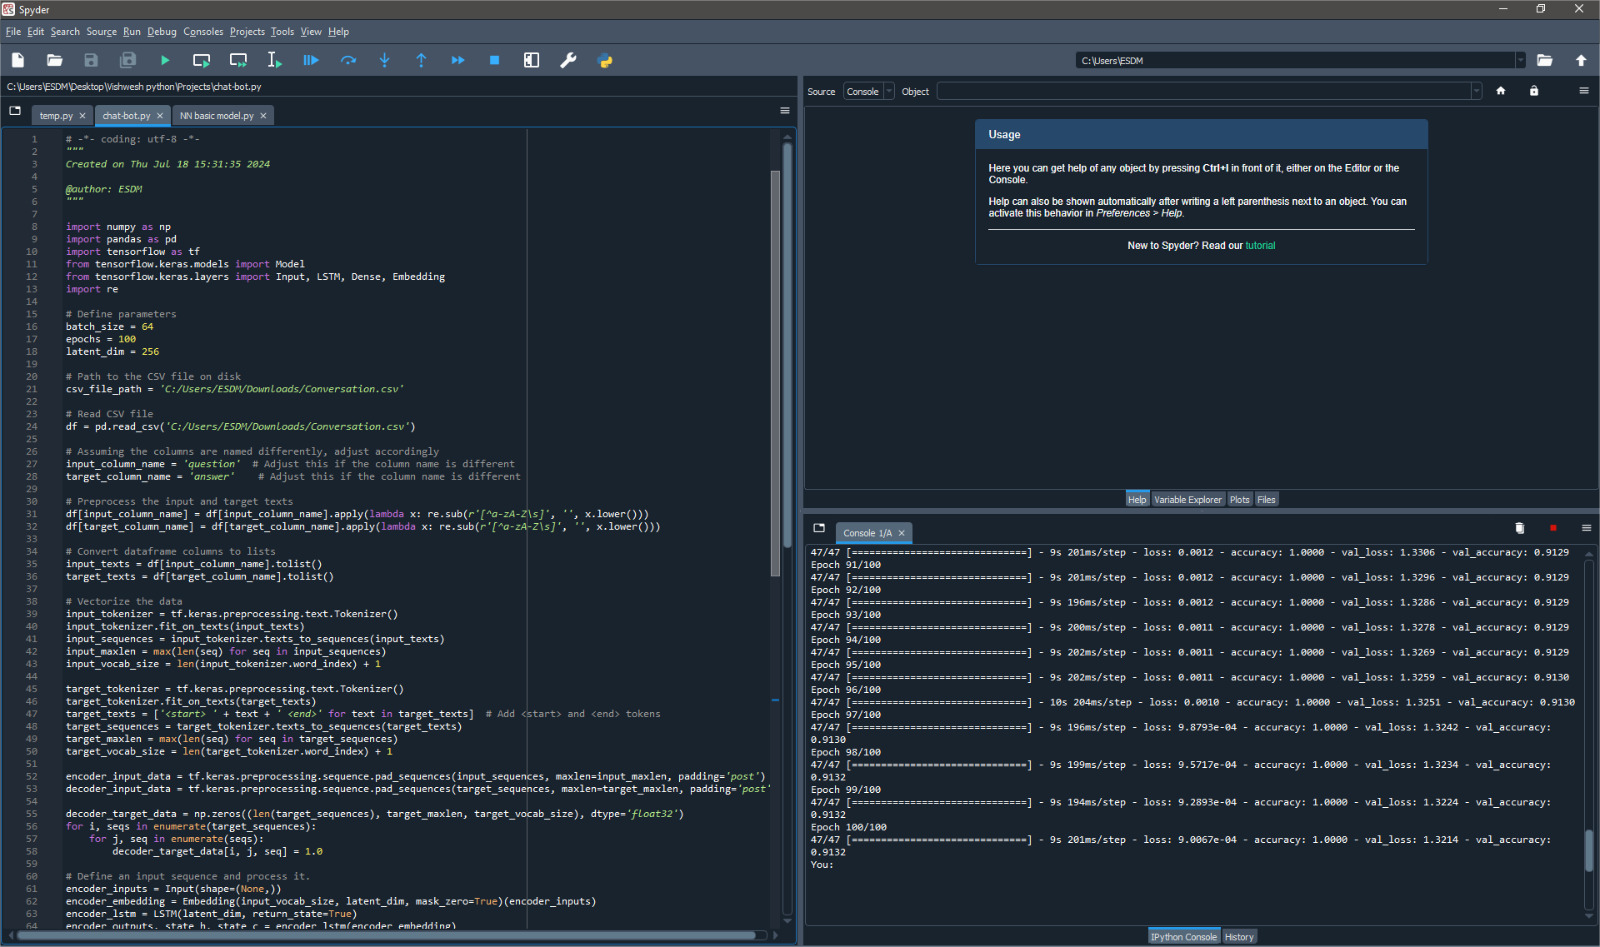 Spyder
File Edit Search Source Run Debug Consoles Projects Tools View Help
C:\Users\ESDM
C:\Users\ESDM\Desktop\Vishwesh python\Projects\chat-bot.py
temp.py
chat-bot.py
NN basic model.py
1 # -*- coding: utf-8 -*-
2 """
3 Created on Thu Jul 18 15:31:35 2024
4
5 @author: ESDM
6 """
7
8 import numpy as np
9 import pandas as pd
10 import tensorflow as tf
11 from tensorflow.keras.models import Model
12 from tensorflow.keras.layers import Input, LSTM, Dense, Embedding
13 import re
14
15 # Define parameters
16 batch_size = 64
17 epochs = 100
18 latent_dim = 256
19
20 # Path to the CSV file on disk
21 csv_file_path = 'C:/Users/ESDM/Downloads/Conversation.csv'
22
23 # Read CSV file
24 df = pd.read_csv('C:/Users/ESDM/Downloads/Conversation.csv')
25
26 # Assuming the columns are named differently, adjust accordingly
27 input_column_name = 'question'  # Adjust this if the column name is different
28 target_column_name = 'answer'    # Adjust this if the column name is different
29
30 # Preprocess the input and target texts
31 df[input_column_name] = df[input_column_name].apply(lambda x: re.sub(r'[^a-zA-Z\s]', '', x.lower()))
32 df[target_column_name] = df[target_column_name].apply(lambda x: re.sub(r'[^a-zA-Z\s]', '', x.lower()))
33
34 # Convert dataframe columns to lists
35 input_texts = df[input_column_name].tolist()
36 target_texts = df[target_column_name].tolist()
37
38 # Vectorize the data
39 input_tokenizer = tf.keras.preprocessing.text.Tokenizer()
40 input_tokenizer.fit_on_texts(input_texts)
41 input_sequences = input_tokenizer.texts_to_sequences(input_texts)
42 input_maxlen = max(len(seq) for seq in input_sequences)
43 input_vocab_size = len(input_tokenizer.word_index) + 1
44
45 target_tokenizer = tf.keras.preprocessing.text.Tokenizer()
46 target_tokenizer.fit_on_texts(target_texts)
47 target_texts = ['<start> ' + text + ' <end>' for text in target_texts]  # Add <start> and <end> tokens
48 target_sequences = target_tokenizer.texts_to_sequences(target_texts)
49 target_maxlen = max(len(seq) for seq in target_sequences)
50 target_vocab_size = len(target_tokenizer.word_index) + 1
51
52 encoder_input_data = tf.keras.preprocessing.sequence.pad_sequences(input_sequences, maxlen=input_maxlen, padding='post')
53 decoder_input_data = tf.keras.preprocessing.sequence.pad_sequences(target_sequences, maxlen=target_maxlen, padding='post'
54
55 decoder_target_data = np.zeros((len(target_sequences), target_maxlen, target_vocab_size), dtype='float32')
56 for i, seqs in enumerate(target_sequences):
57     for j, seq in enumerate(seqs):
58         decoder_target_data[i, j, seq] = 1.0
59
60 # Define an input sequence and process it.
61 encoder_inputs = Input(shape=(None,))
62 encoder_embedding = Embedding(input_vocab_size, latent_dim, mask_zero=True)(encoder_inputs)
63 encoder_lstm = LSTM(latent_dim, return_state=True)
64 encoder_outputs, state_h, state_c = encoder_lstm(encoder_embedding)
Source Console Object
Usage
Here you can get help of any object by pressing Ctrl+I in front of it, either on the Editor or the
Console.
Help can also be shown automatically after writing a left parenthesis next to an object. You can
activate this behavior in Preferences > Help.
New to Spyder? Read our tutorial
Help Variable Explorer Plots Files
Console 1/A
47/47 [==============================] - 9s 201ms/step - loss: 0.0012 - accuracy: 1.0000 - val_loss: 1.3306 - val_accuracy: 0.9129
Epoch 91/100
47/47 [==============================] - 9s 201ms/step - loss: 0.0012 - accuracy: 1.0000 - val_loss: 1.3296 - val_accuracy: 0.9129
Epoch 92/100
47/47 [==============================] - 9s 196ms/step - loss: 0.0012 - accuracy: 1.0000 - val_loss: 1.3286 - val_accuracy: 0.9129
Epoch 93/100
47/47 [==============================] - 9s 200ms/step - loss: 0.0011 - accuracy: 1.0000 - val_loss: 1.3278 - val_accuracy: 0.9129
Epoch 94/100
47/47 [==============================] - 9s 202ms/step - loss: 0.0011 - accuracy: 1.0000 - val_loss: 1.3269 - val_accuracy: 0.9129
Epoch 95/100
47/47 [==============================] - 9s 202ms/step - loss: 0.0011 - accuracy: 1.0000 - val_loss: 1.3259 - val_accuracy: 0.9130
Epoch 96/100
47/47 [==============================] - 10s 204ms/step - loss: 0.0010 - accuracy: 1.0000 - val_loss: 1.3251 - val_accuracy: 0.9130
Epoch 97/100
47/47 [==============================] - 9s 196ms/step - loss: 9.8793e-04 - accuracy: 1.0000 - val_loss: 1.3242 - val_accuracy:
0.9130
Epoch 98/100
47/47 [==============================] - 9s 199ms/step - loss: 9.5717e-04 - accuracy: 1.0000 - val_loss: 1.3234 - val_accuracy:
0.9132
Epoch 99/100
47/47 [==============================] - 9s 194ms/step - loss: 9.2893e-04 - accuracy: 1.0000 - val_loss: 1.3224 - val_accuracy:
0.9132
Epoch 100/100
47/47 [==============================] - 9s 201ms/step - loss: 9.0067e-04 - accuracy: 1.0000 - val_loss: 1.3214 - val_accuracy:
0.9132
You:
IPython Console History